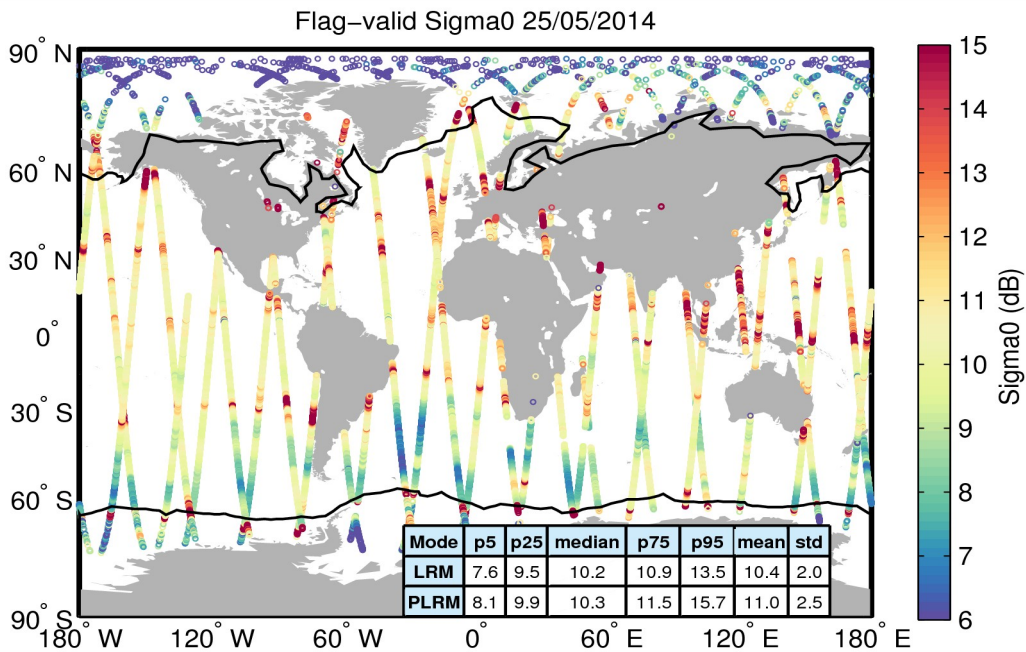 Flag−valid Sigma0 25/05/2014
90° N
60° N
30° N
0°
30° S
60° S
90° S
180° W
120° W
60° W
0°
60° E
120° E
180° E
15
14
13
12
11
10
9
8
7
6
Sigma0 (dB)
Mode p5 p25 median p75 p95 mean std
LRM 7.6 9.5 10.2 10.9 13.5 10.4 2.0
PLRM 8.1 9.9 10.3 11.5 15.7 11.0 2.5